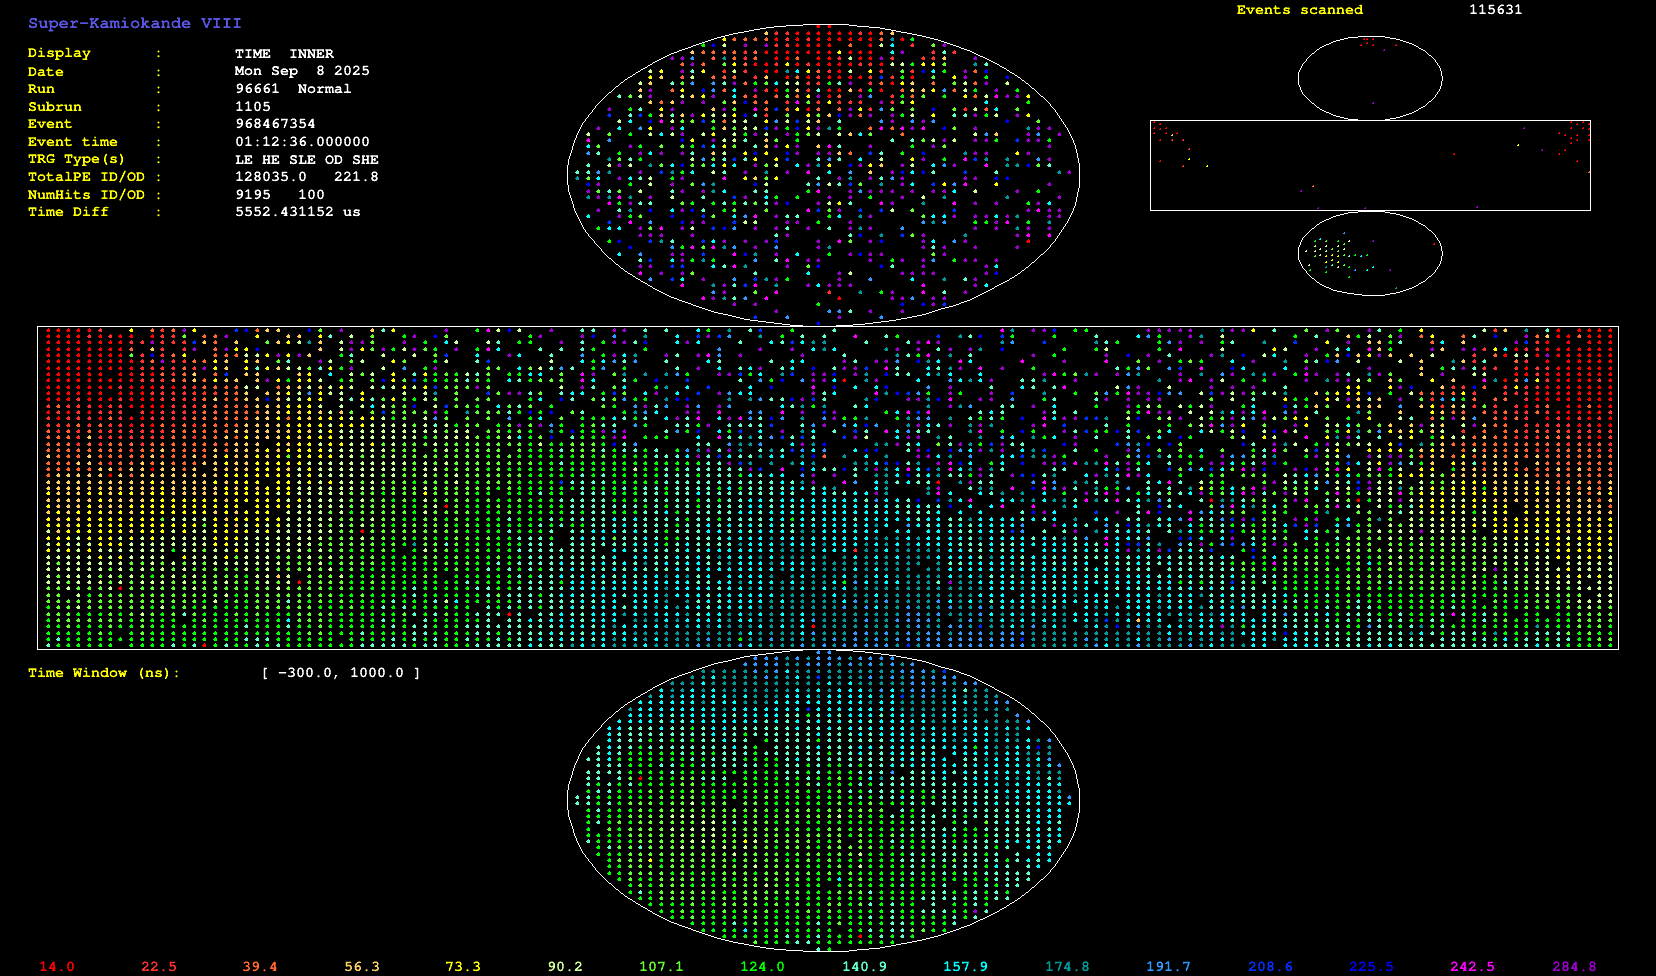 Super-Kamiokande VIII
Events scanned 115631
Display : TIME INNER
Date : Mon Sep 8 2025
Run : 96661 Normal
Subrun : 1105
Event : 968467354
Event time : 01:12:36.000000
TRG Type(s) : LE HE SLE OD SHE
TotalPE ID/OD : 128035.0 221.8
NumHits ID/OD : 9195 100
Time Diff : 5552.431152 us
Time Window (ns): [ -300.0, 1000.0 ]
14.0 22.5 39.4 56.3 73.3 90.2 107.1 124.0 140.9 157.9 174.8 191.7 208.6 225.5 242.5 284.8